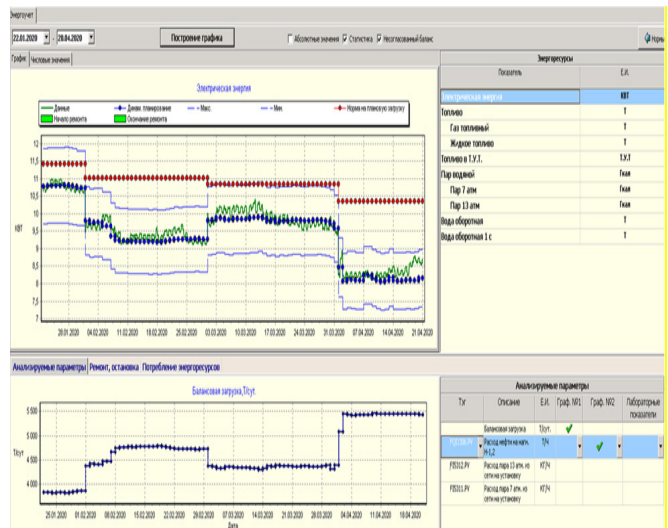 Энергоучет
22.01.2020 - 28.04.2020 Построение графика Абсолютные значения Статистика Несогласованный баланс Нормы
График Числовые значения
Электрическая энергия
Данные Динам. планирование Макс. Мин. Норма на плановую загрузку
Начало ремонта Окончание ремонта
12
11,5
11
10,5
10
9,5
9
8,5
8
7,5
7
КВТ
28.01.2020 04.02.2020 11.02.2020 18.02.2020 25.02.2020 03.03.2020 10.03.2020 17.03.2020 24.03.2020 31.03.2020 07.04.2020 14.04.2020 21.04.2020
Энергоресурсы
Показатель Е.И.
Электрическая энергия КВТ
Топливо Т
Газ топливный Т
Жидкое топливо Т
Топливо в Т.У.Т. Т.У.Т
Пар водяной Гкал
Пар 7 атм Гкал
Пар 13 атм Гкал
Вода оборотная Т
Вода оборотная 1 с Т
Анализируемые параметры Ремонт, остановка Потребление энергоресурсов
Балансовая загрузка,Т/сут.
5 500
5 000
4 500
4 000
Т/сут
25.01.2020 01.02.2020 08.02.2020 15.02.2020 22.02.2020 29.02.2020 07.03.2020 14.03.2020 21.03.2020 28.03.2020 04.04.2020 11.04.2020 18.04.2020
Дата
Анализируемые параметры
Тэг Описание Е.И. Граф. №1 Граф. №2 Лабораторные показатели
Балансовая загрузка Т/сут.
Расход нефти на нагн. Н-1,2 Т/Ч
FI5312.PV Расход пара 13 атм. из сети на установку КГ/Ч
FI5311.PV Расход пара 7 атм. из сети на установку КГ/Ч